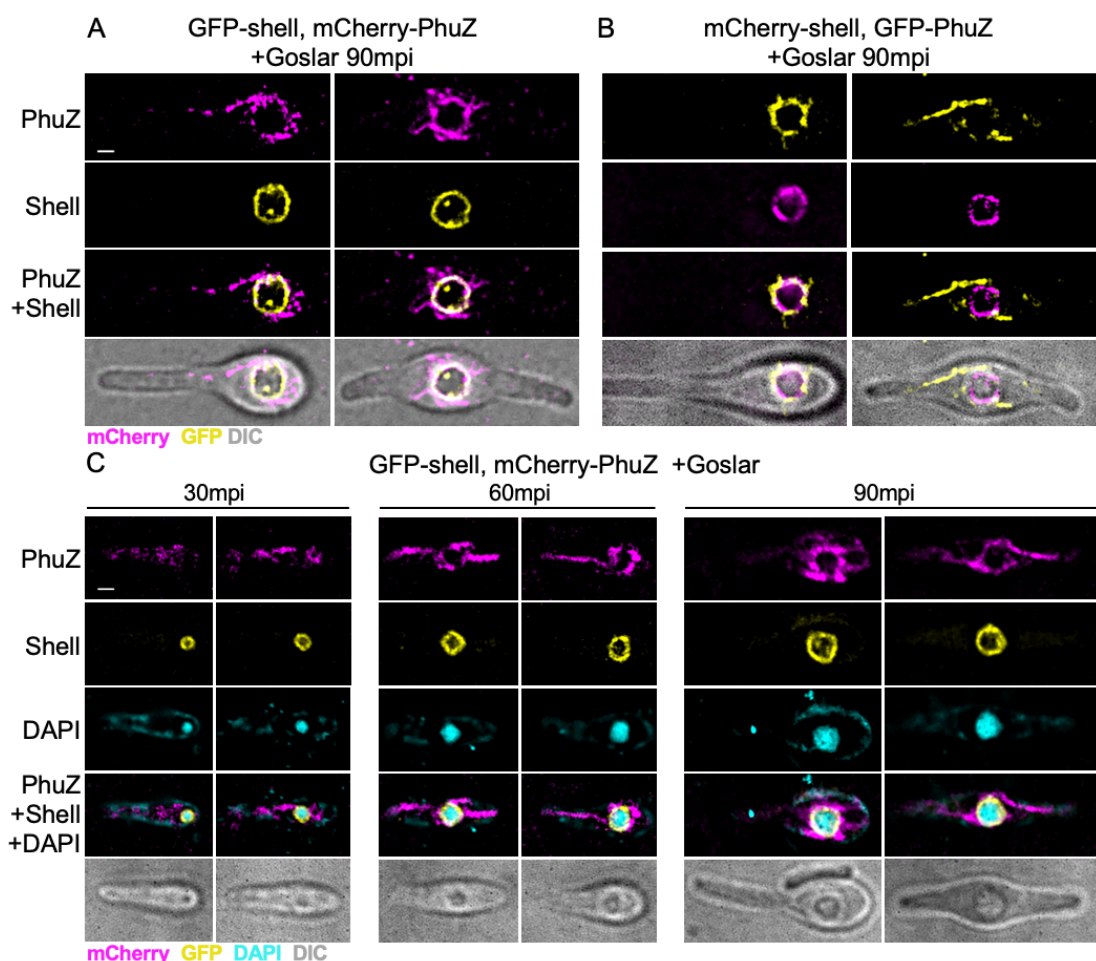 A
GFP-shell, mCherry-PhuZ
+Goslar 90mpi
B
mCherry-shell, GFP-PhuZ
+Goslar 90mpi
PhuZ
Shell
PhuZ
+Shell
mCherry GFP DIC
C
GFP-shell, mCherry-PhuZ +Goslar
30mpi 60mpi 90mpi
PhuZ
Shell
DAPI
PhuZ
+Shell
+DAPI
mCherry GFP DAPI DIC